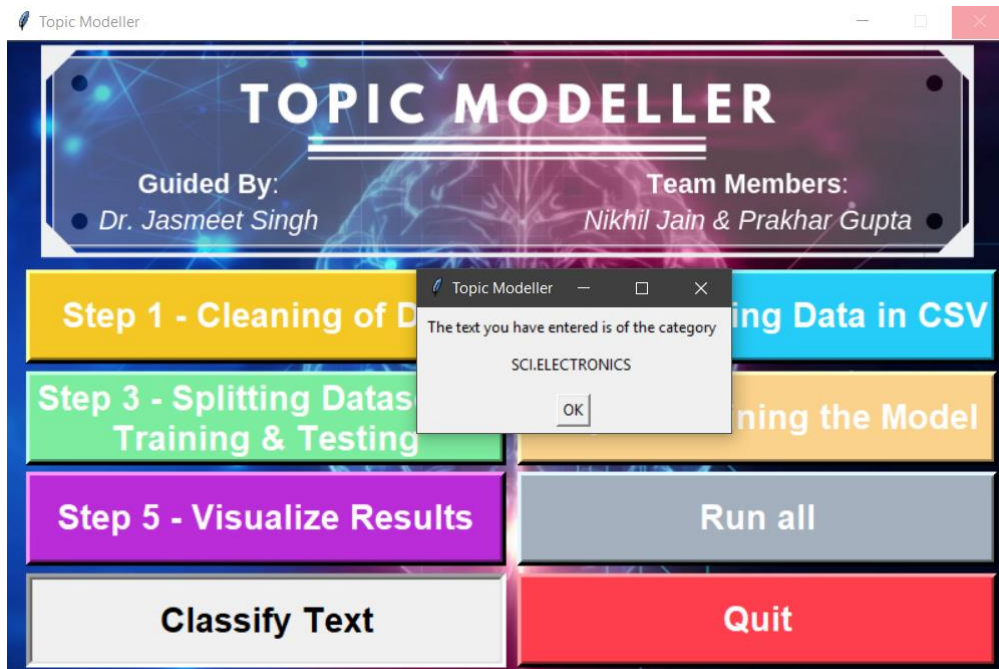 Topic Modeller
TOPIC MODELLER
Guided By:
Dr. Jasmeet Singh
Team Members:
Nikhil Jain & Prakhar Gupta
Topic Modeller
The text you have entered is of the category
SCI.ELECTRONICS
OK
Step 1 - Cleaning of D
ing Data in CSV
Step 3 - Splitting Datas
Training & Testing
ning the Model
Step 5 - Visualize Results
Run all
Classify Text
Quit